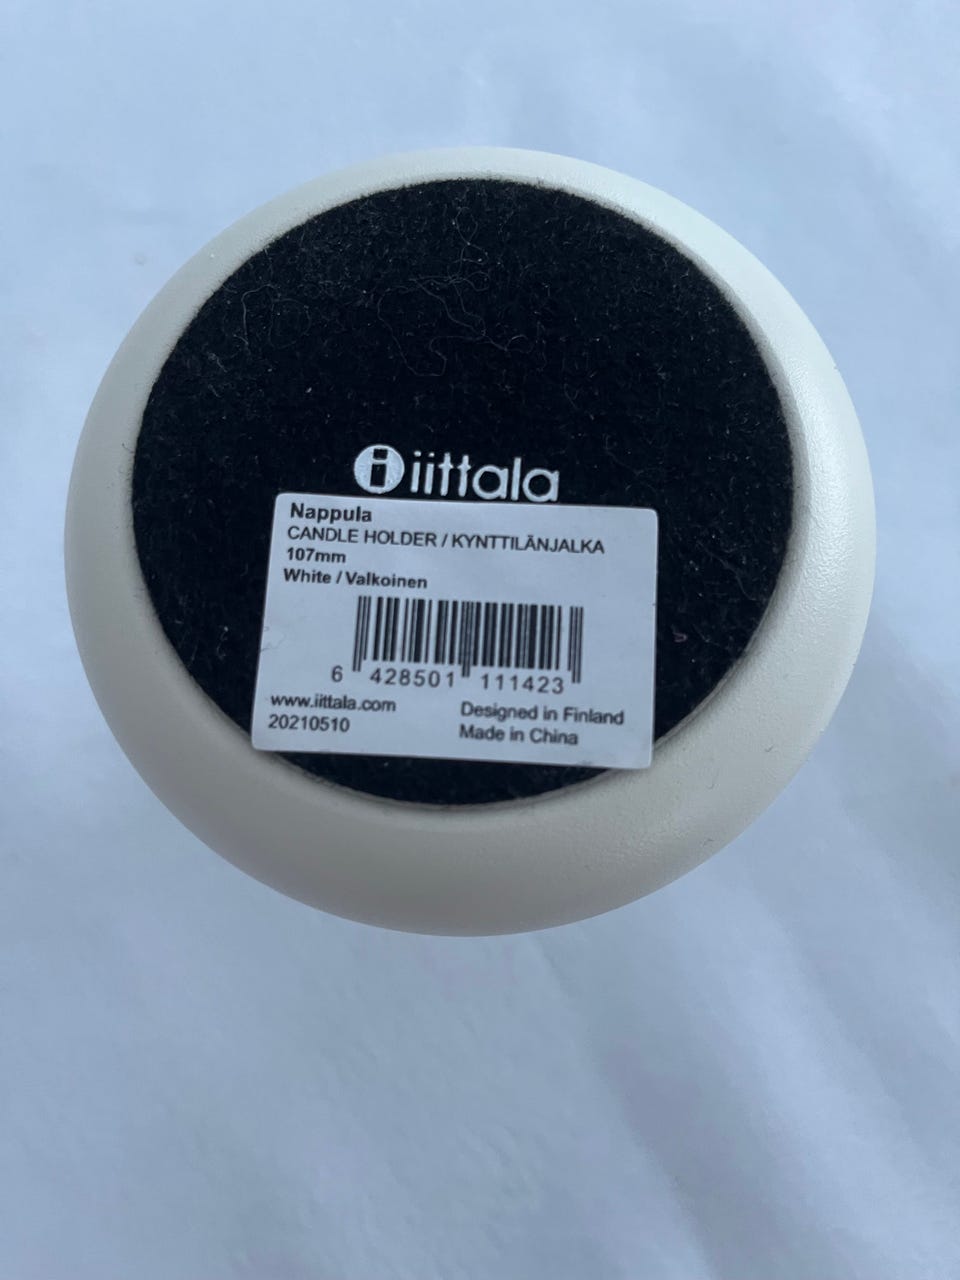 iittala
Nappula
CANDLE HOLDER / KYNTTILÄNJALKA
107mm
White / Valkoinen
6 428501 111423
www.iittala.com
20210510
Designed in Finland
Made in China